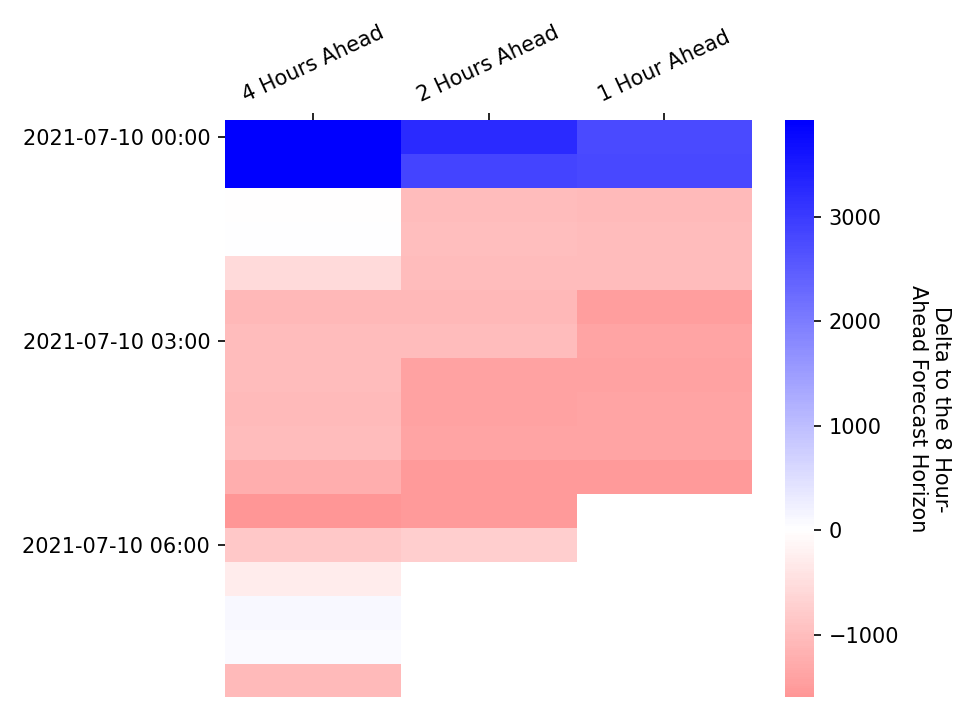 4 Hours Ahead
2 Hours Ahead
1 Hour Ahead
2021-07-10 00:00
2021-07-10 03:00
2021-07-10 06:00
3000
2000
1000
0
−1000
Delta to the 8 Hour-
Ahead Forecast Horizon